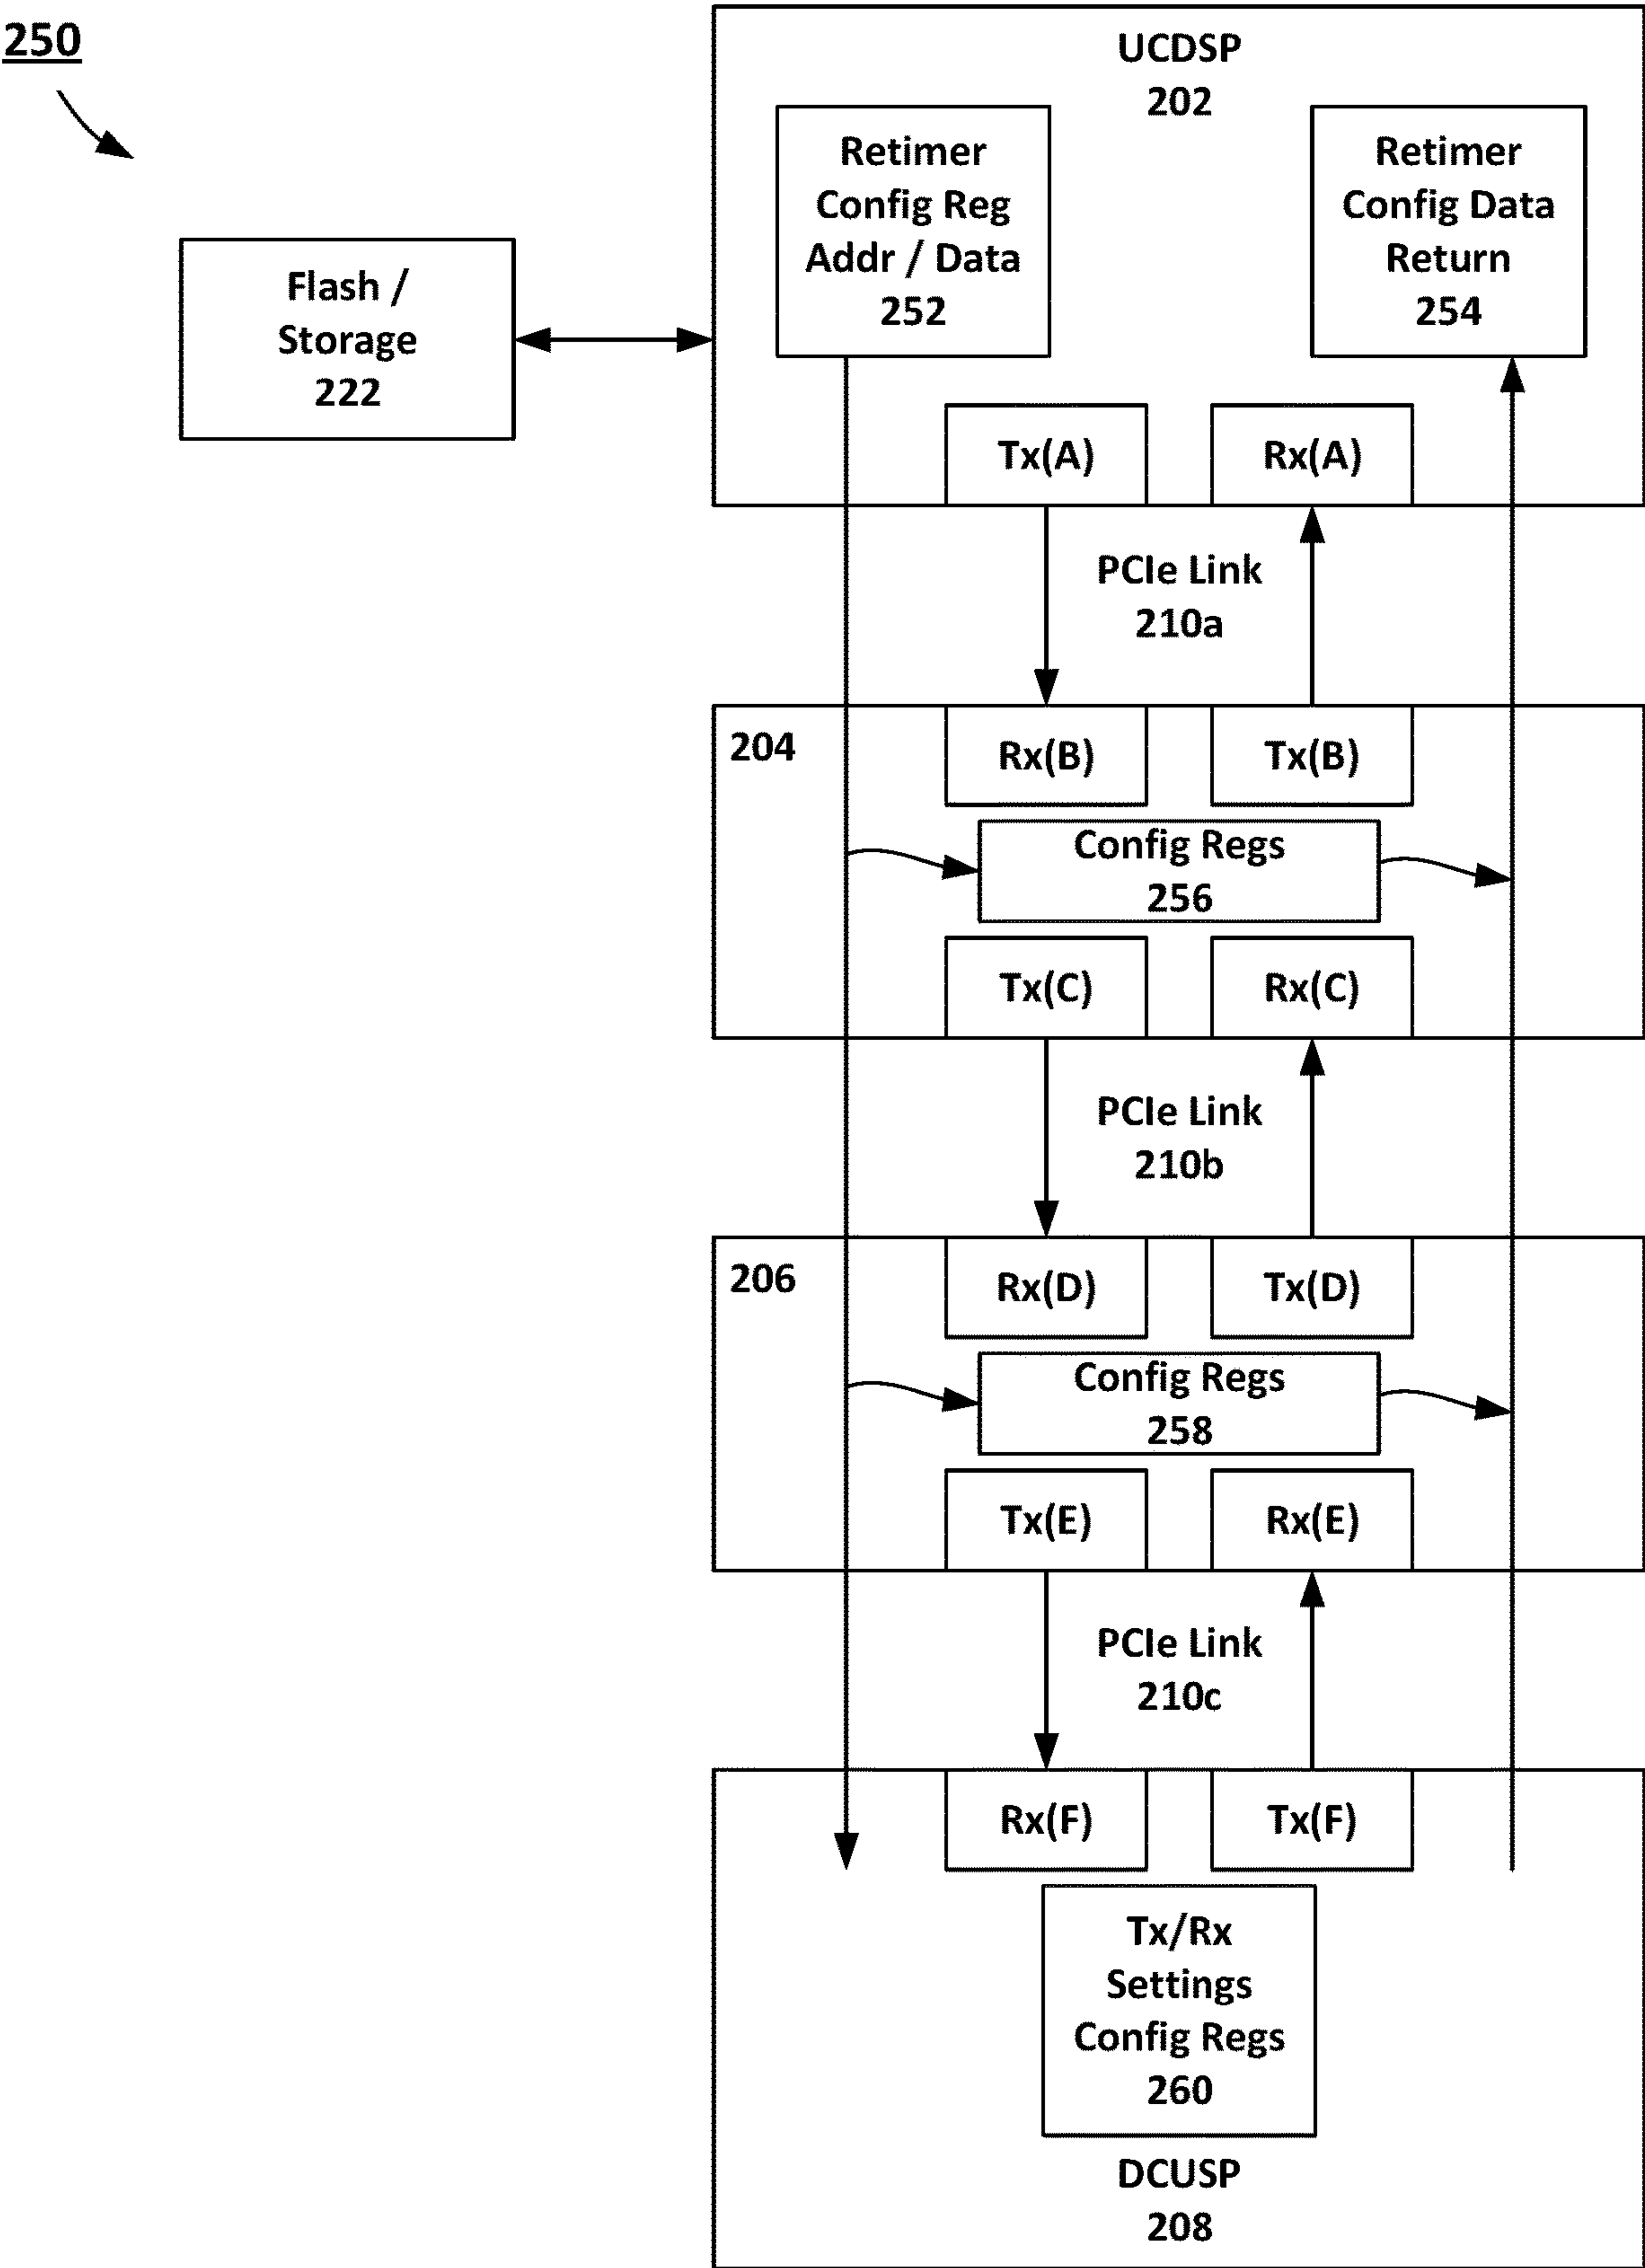 250
UCDSP
202
Retimer
Config Reg
Addr / Data
252
Retimer
Config Data
Return
254
Flash /
Storage
222
Tx(A)
Rx(A)
PCIe Link
210a
204
Rx(B)
Tx(B)
Config Regs
256
Tx(C)
Rx(C)
PCIe Link
210b
206
Rx(D)
Tx(D)
Config Regs
258
Tx(E)
Rx(E)
PCIe Link
210c
Rx(F)
Tx(F)
Tx/Rx
Settings
Config Regs
260
DCUSP
208